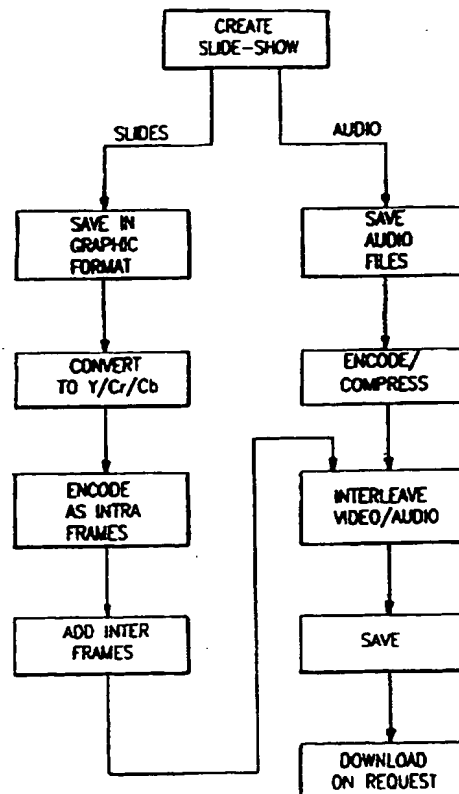 CREATE
SLIDE-SHOW
SLIDES
AUDIO
SAVE IN
GRAPHIC
FORMAT
SAVE
AUDIO
FILES
CONVERT
TO Y/Cr/Cb
ENCODE/
COMPRESS
ENCODE
AS INTRA
FRAMES
INTERLEAVE
VIDEO/AUDIO
ADD INTER
FRAMES
SAVE
DOWNLOAD
ON REQUEST